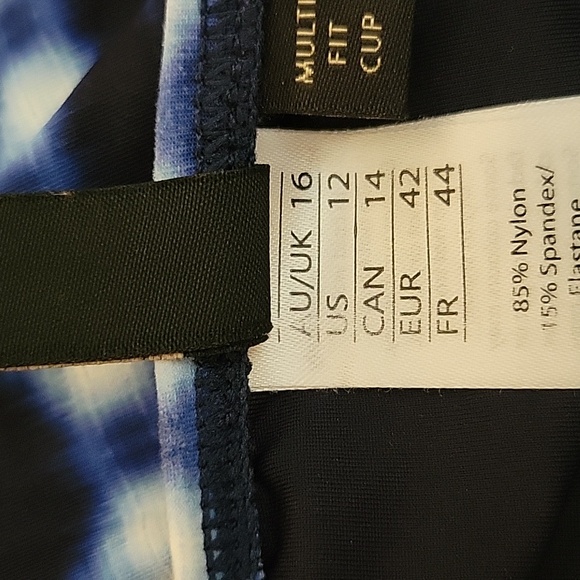 MULTI
FIT
CUP
AU/UK 16
US 12
CAN 14
EUR 42
FR 44
85% Nylon
15% Spandex/
Elastane